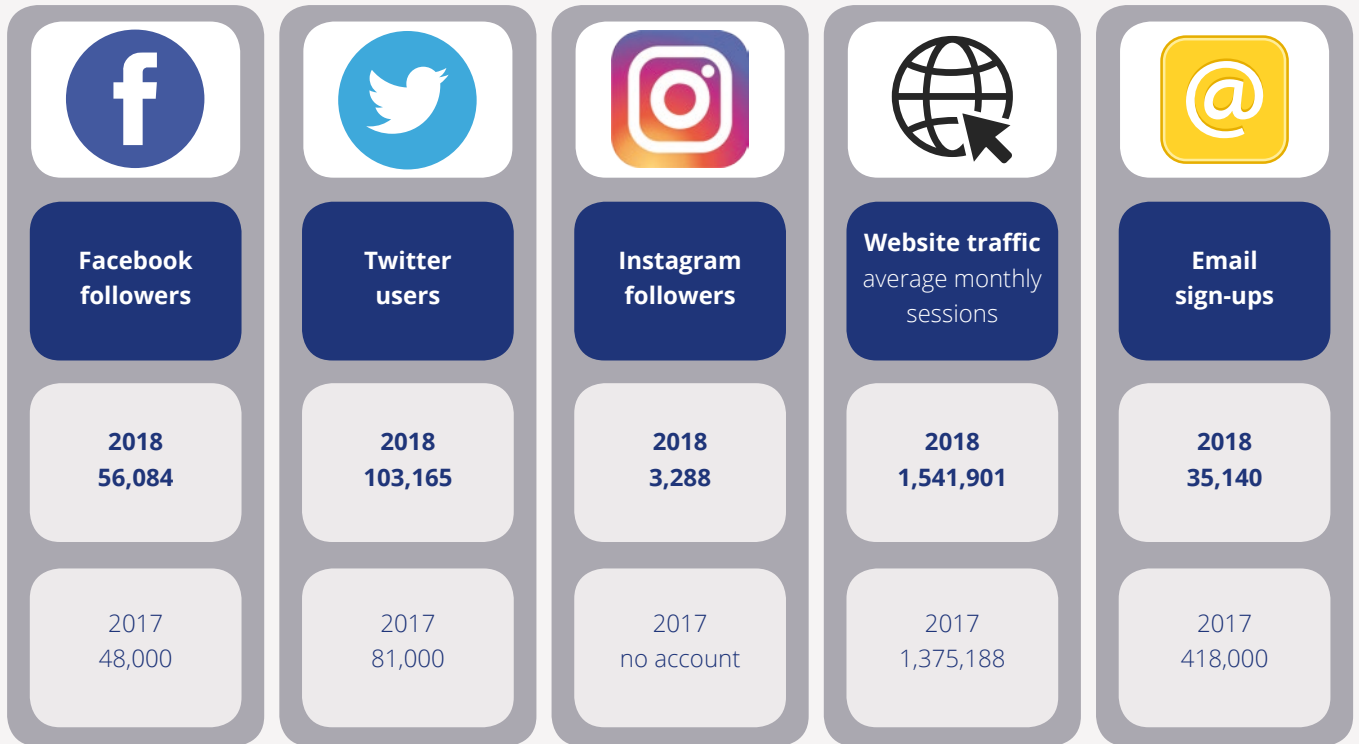 Facebook
followers
2018
56,084
2017
48,000
Twitter
users
2018
103,165
2017
81,000
Instagram
followers
2018
3,288
2017
no account
Website traffic
average monthly
sessions
2018
1,541,901
2017
1,375,188
@
Email
sign-ups
2018
35,140
2017
418,000